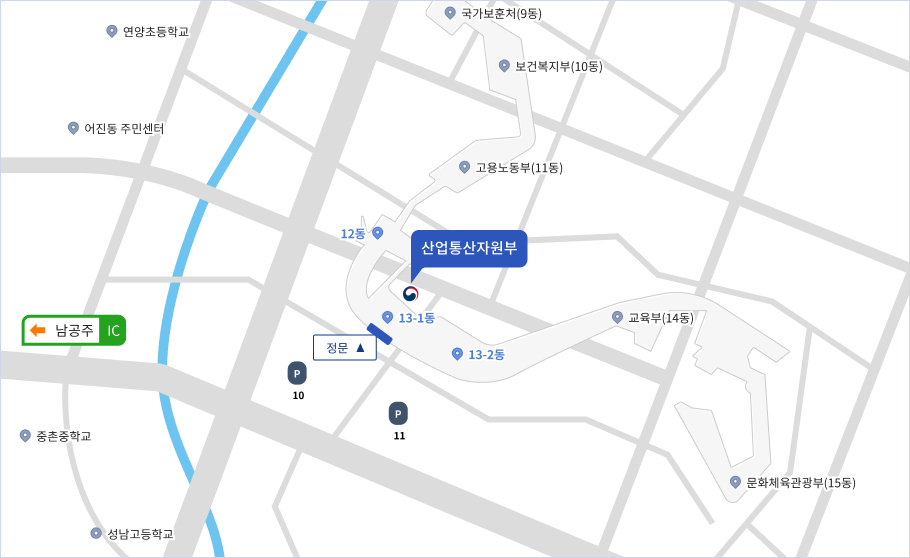 국가보훈처(9동)
연양초등학교
보건복지부(10동)
어진동 주민센터
고용노동부(11동)
12동
산업통산자원부
13-1동
교육부(14동)
남공주 IC
정문 ▲
13-2동
P
10
P
11
중촌중학교
문화체육관광부(15동)
성남고등학교